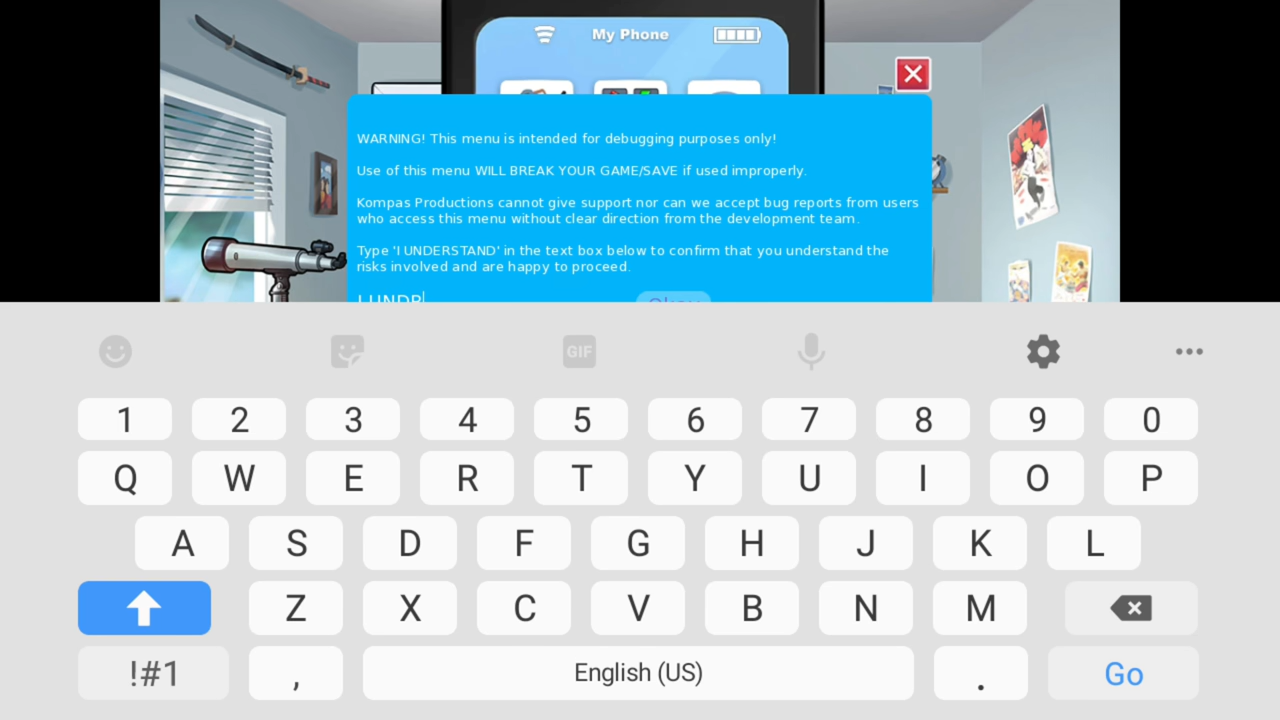 My Phone
WARNING! This menu is intended for debugging purposes only!
Use of this menu WILL BREAK YOUR GAME/SAVE if used improperly.
Kompas Productions cannot give support nor can we accept bug reports from users
who access this menu without clear direction from the development team.
Type 'I UNDERSTAND' in the text box below to confirm that you understand the
risks involved and are happy to proceed.
Okay
GIF
1 2 3 4 5 6 7 8 9 0
Q W E R T Y U I O P
A S D F G H J K L
Z X C V B N M
!#1 , English (US) . Go